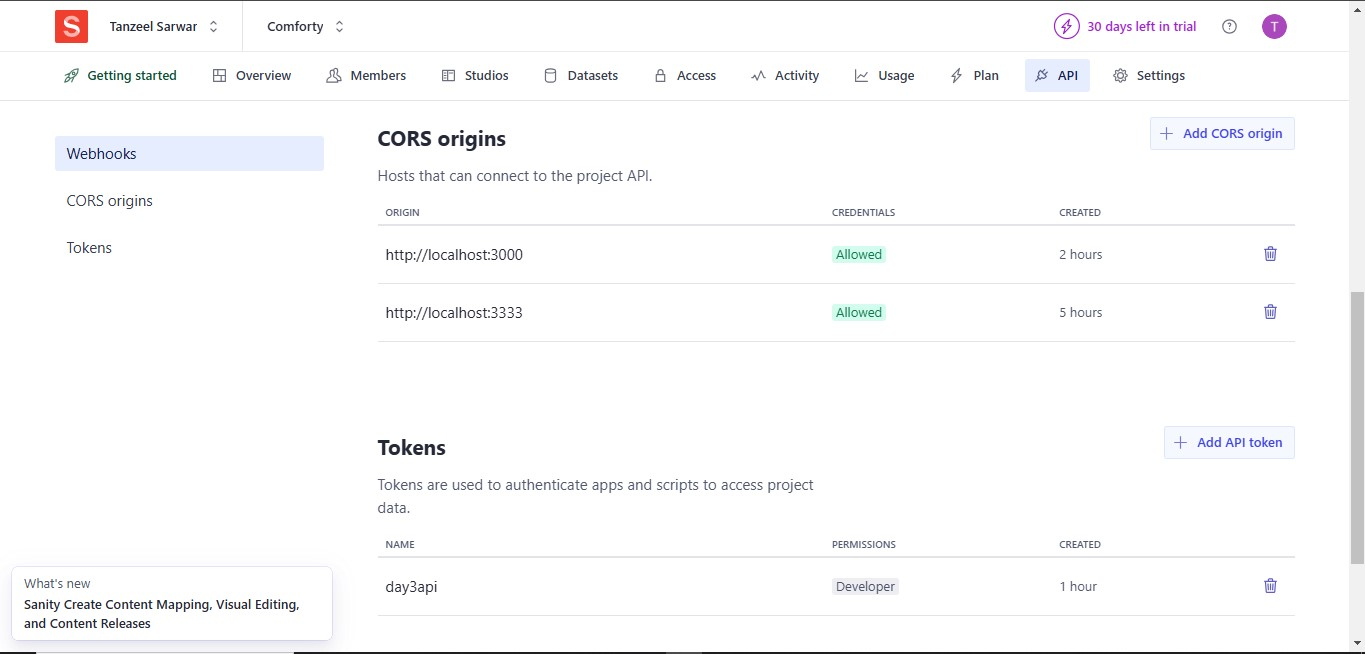 S Tanzeel Sarwar Comforty 30 days left in trial ? T
Getting started Overview Members Studios Datasets Access Activity Usage Plan API Settings
Webhooks
CORS origins
Tokens
CORS origins + Add CORS origin
Hosts that can connect to the project API.
ORIGIN CREDENTIALS CREATED
http://localhost:3000 Allowed 2 hours
http://localhost:3333 Allowed 5 hours
Tokens + Add API token
Tokens are used to authenticate apps and scripts to access project
data.
NAME PERMISSIONS CREATED
day3api Developer 1 hour
What's new
Sanity Create Content Mapping, Visual Editing,
and Content Releases